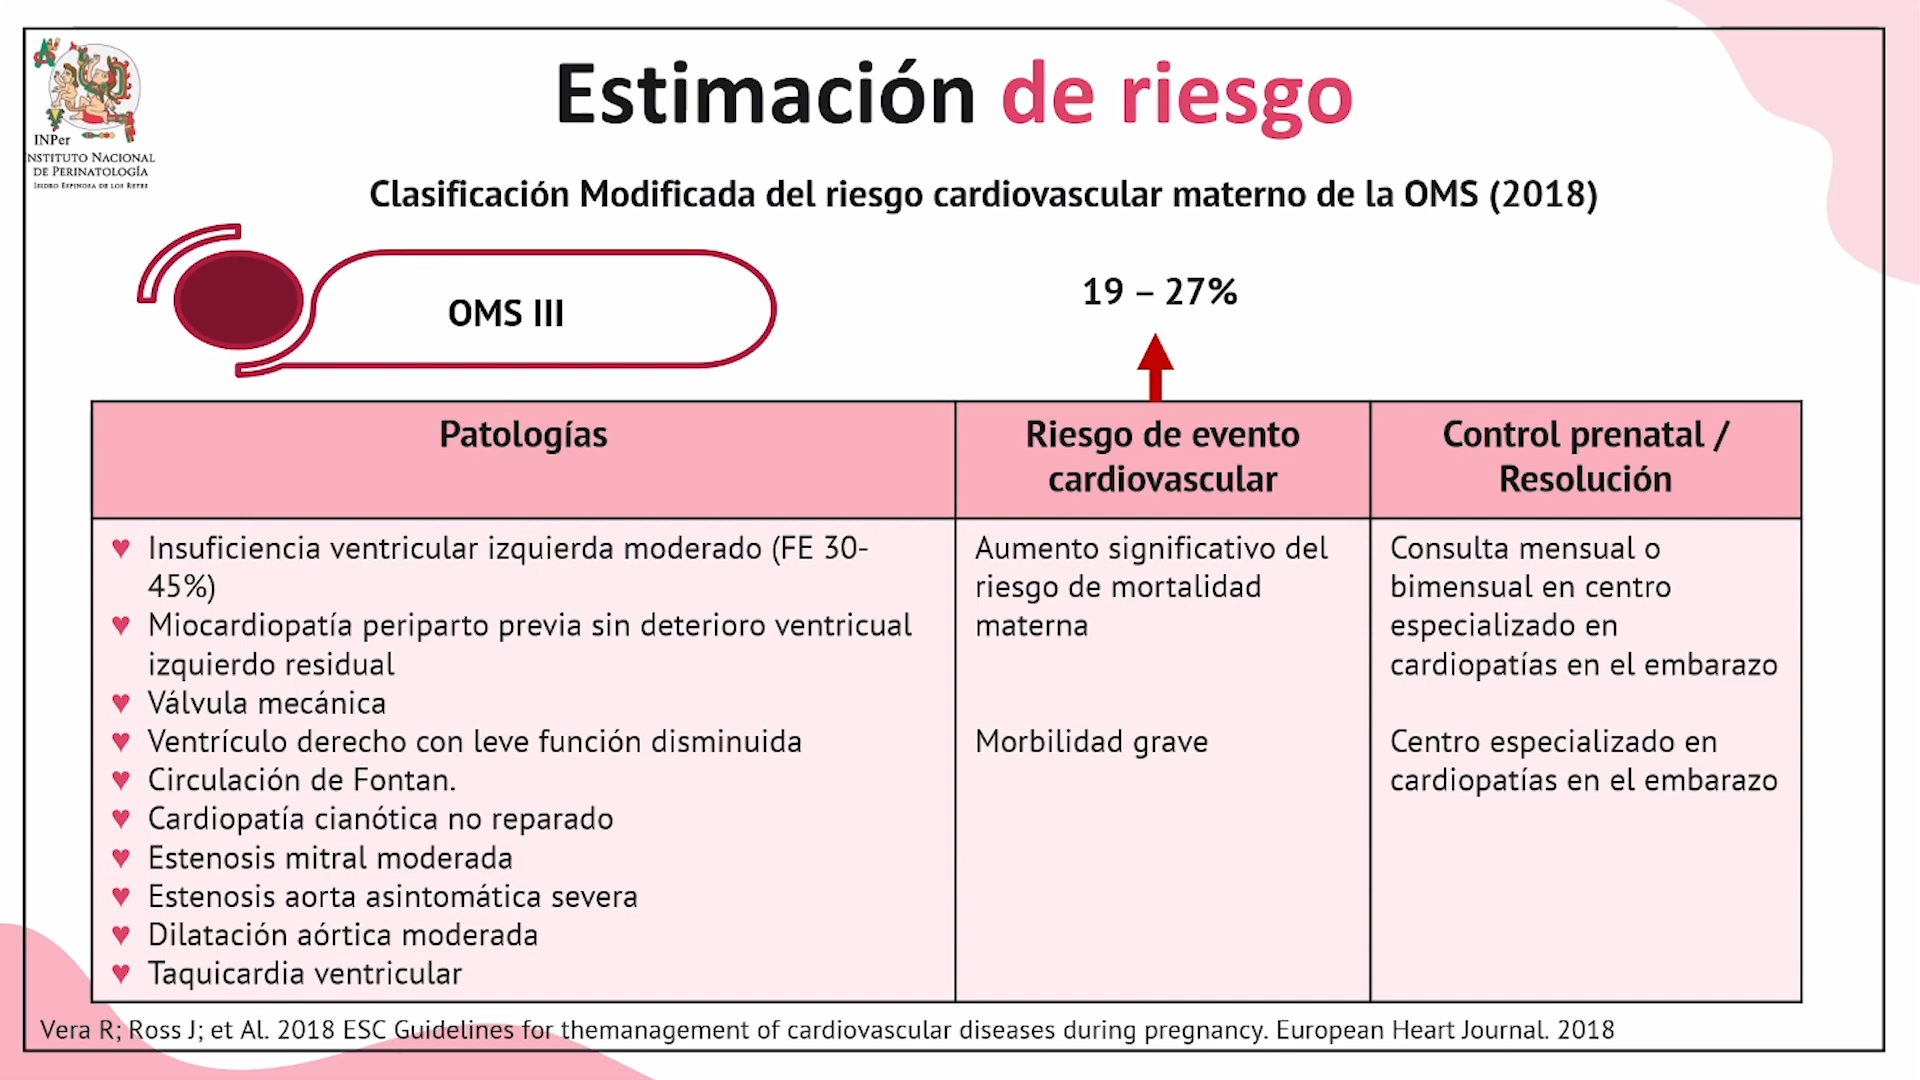 INPer
INSTITUTO NACIONAL
DE PERINATOLOGÍA
ISIDRO ESPINOSA DE LOS REYES
Estimación de riesgo
Clasificación Modificada del riesgo cardiovascular materno de la OMS (2018)
OMS III
19 – 27%
Patologías
Riesgo de evento
cardiovascular
Control prenatal /
Resolución
♥ Insuficiencia ventricular izquierda moderado (FE 30-
45%)
♥ Miocardiopatía periparto previa sin deterioro ventricual
izquierdo residual
♥ Válvula mecánica
♥ Ventrículo derecho con leve función disminuida
♥ Circulación de Fontan.
♥ Cardiopatía cianótica no reparado
♥ Estenosis mitral moderada
♥ Estenosis aorta asintomática severa
♥ Dilatación aórtica moderada
♥ Taquicardia ventricular
Aumento significativo del
riesgo de mortalidad
materna
Morbilidad grave
Consulta mensual o
bimensual en centro
especializado en
cardiopatías en el embarazo
Centro especializado en
cardiopatías en el embarazo
Vera R; Ross J; et Al. 2018 ESC Guidelines for themanagement of cardiovascular diseases during pregnancy. European Heart Journal. 2018